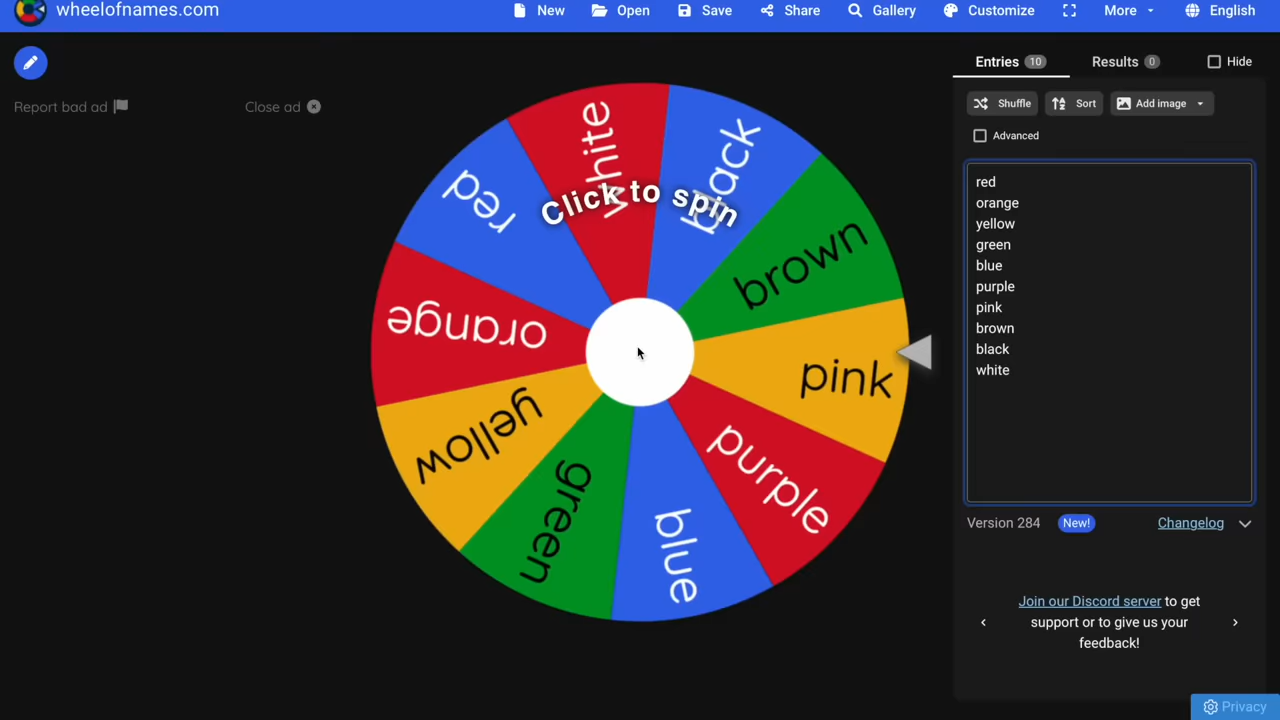 wheelofnames.com
New
Open
Save
Share
Gallery
Customize
More
English
Report bad ad
Close ad
Entries 10
Results 0
Hide
Shuffle
Sort
Add image
Advanced
Click to spin
white
black
brown
pink
purple
blue
green
yellow
orange
red
red
orange
yellow
green
blue
purple
pink
brown
black
white
Version 284
New!
Changelog
Join our Discord server to get
support or to give us your
feedback!
Privacy